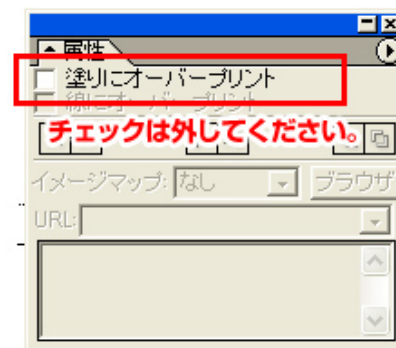 属性
塗りにオーバープリント
線にオーバープリント
チェックは外してください。
イメージマップ: なし
ブラウザ
URL: